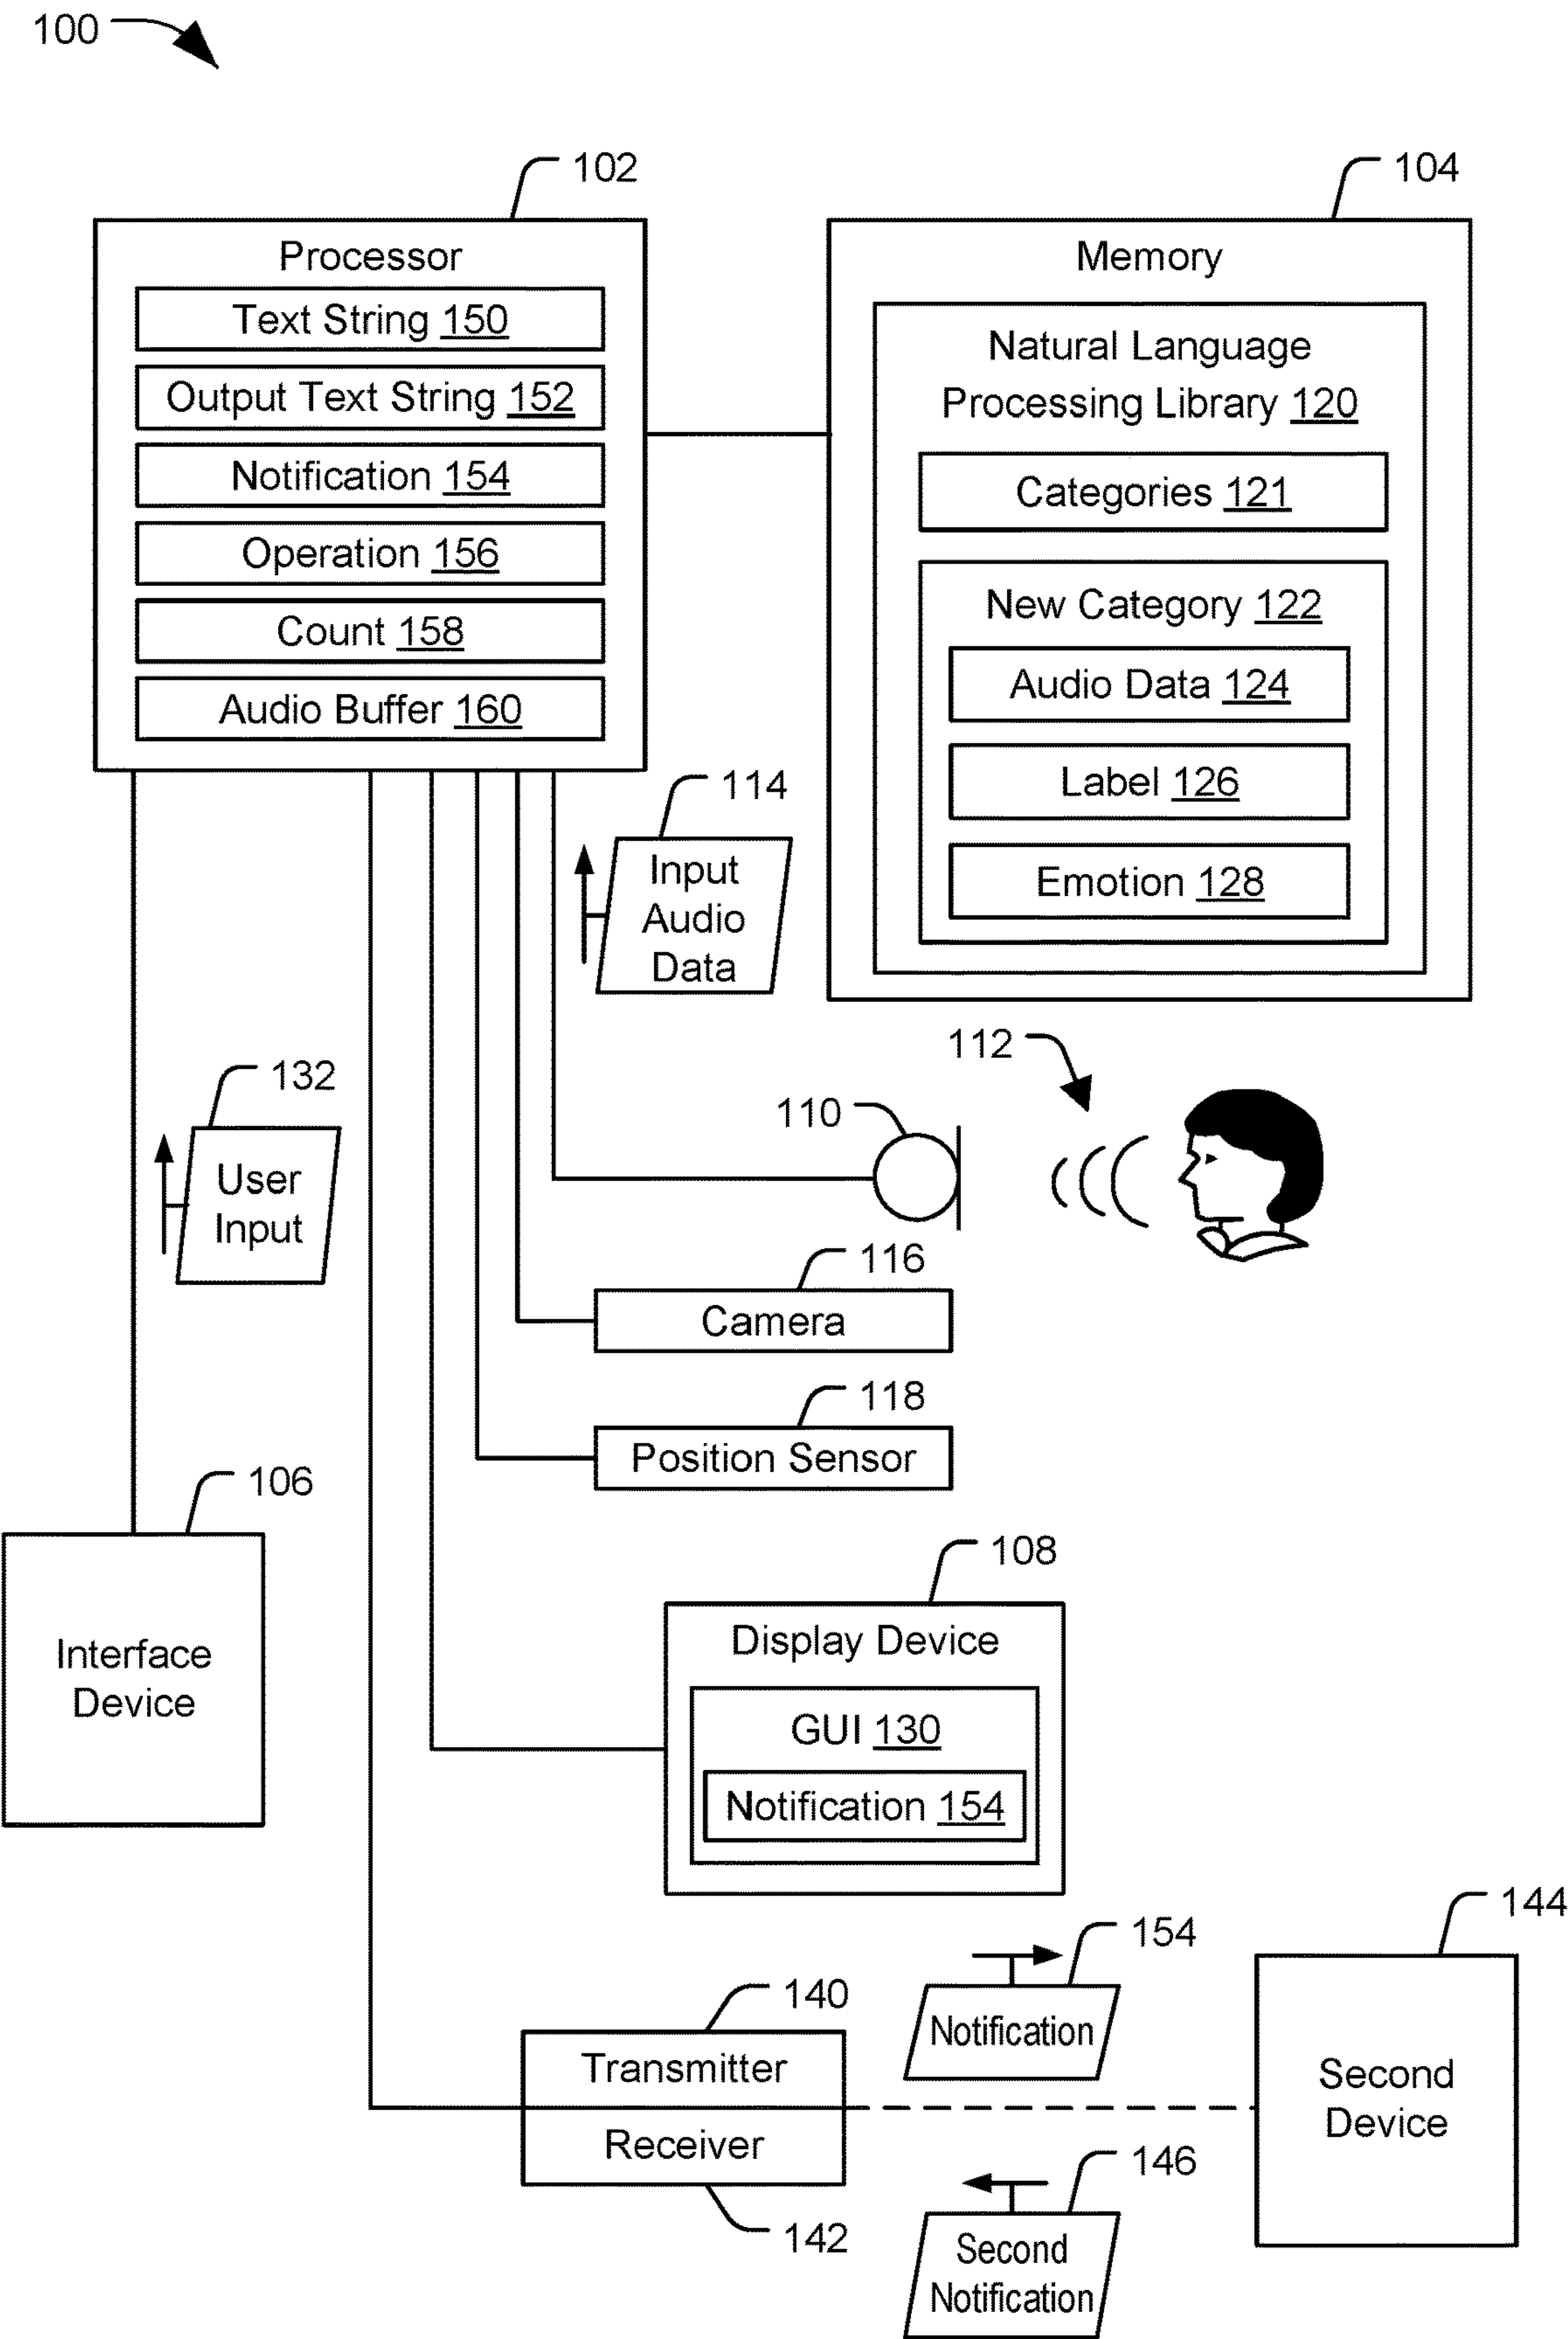 100
102
104
Processor
Text String 150
Output Text String 152
Notification 154
Operation 156
Count 158
Audio Buffer 160
Memory
Natural Language
Processing Library 120
Categories 121
New Category 122
Audio Data 124
Label 126
Emotion 128
114
Input
Audio
Data
132
User
Input
112
110
116
Camera
118
Position Sensor
106
Interface
Device
108
Display Device
GUI 130
Notification 154
140
Transmitter
Receiver
142
154
Notification
146
Second
Notification
144
Second
Device